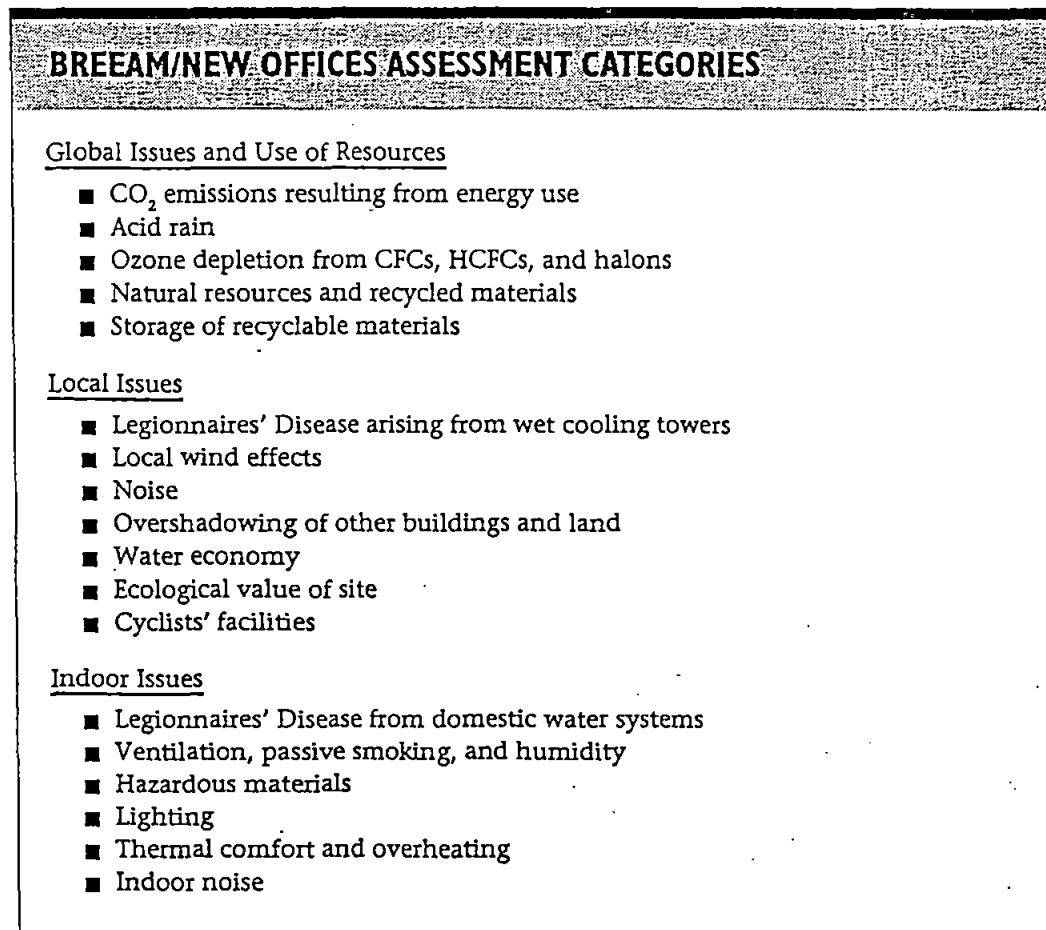 BREEAM/NEW OFFICES ASSESSMENT CATEGORIES
Global Issues and Use of Resources
■ CO₂ emissions resulting from energy use
■ Acid rain
■ Ozone depletion from CFCs, HCFCs, and halons
■ Natural resources and recycled materials
■ Storage of recyclable materials
Local Issues
■ Legionnaires' Disease arising from wet cooling towers
■ Local wind effects
■ Noise
■ Overshadowing of other buildings and land
■ Water economy
■ Ecological value of site
■ Cyclists' facilities
Indoor Issues
■ Legionnaires' Disease from domestic water systems
■ Ventilation, passive smoking, and humidity
■ Hazardous materials
■ Lighting
■ Thermal comfort and overheating
■ Indoor noise